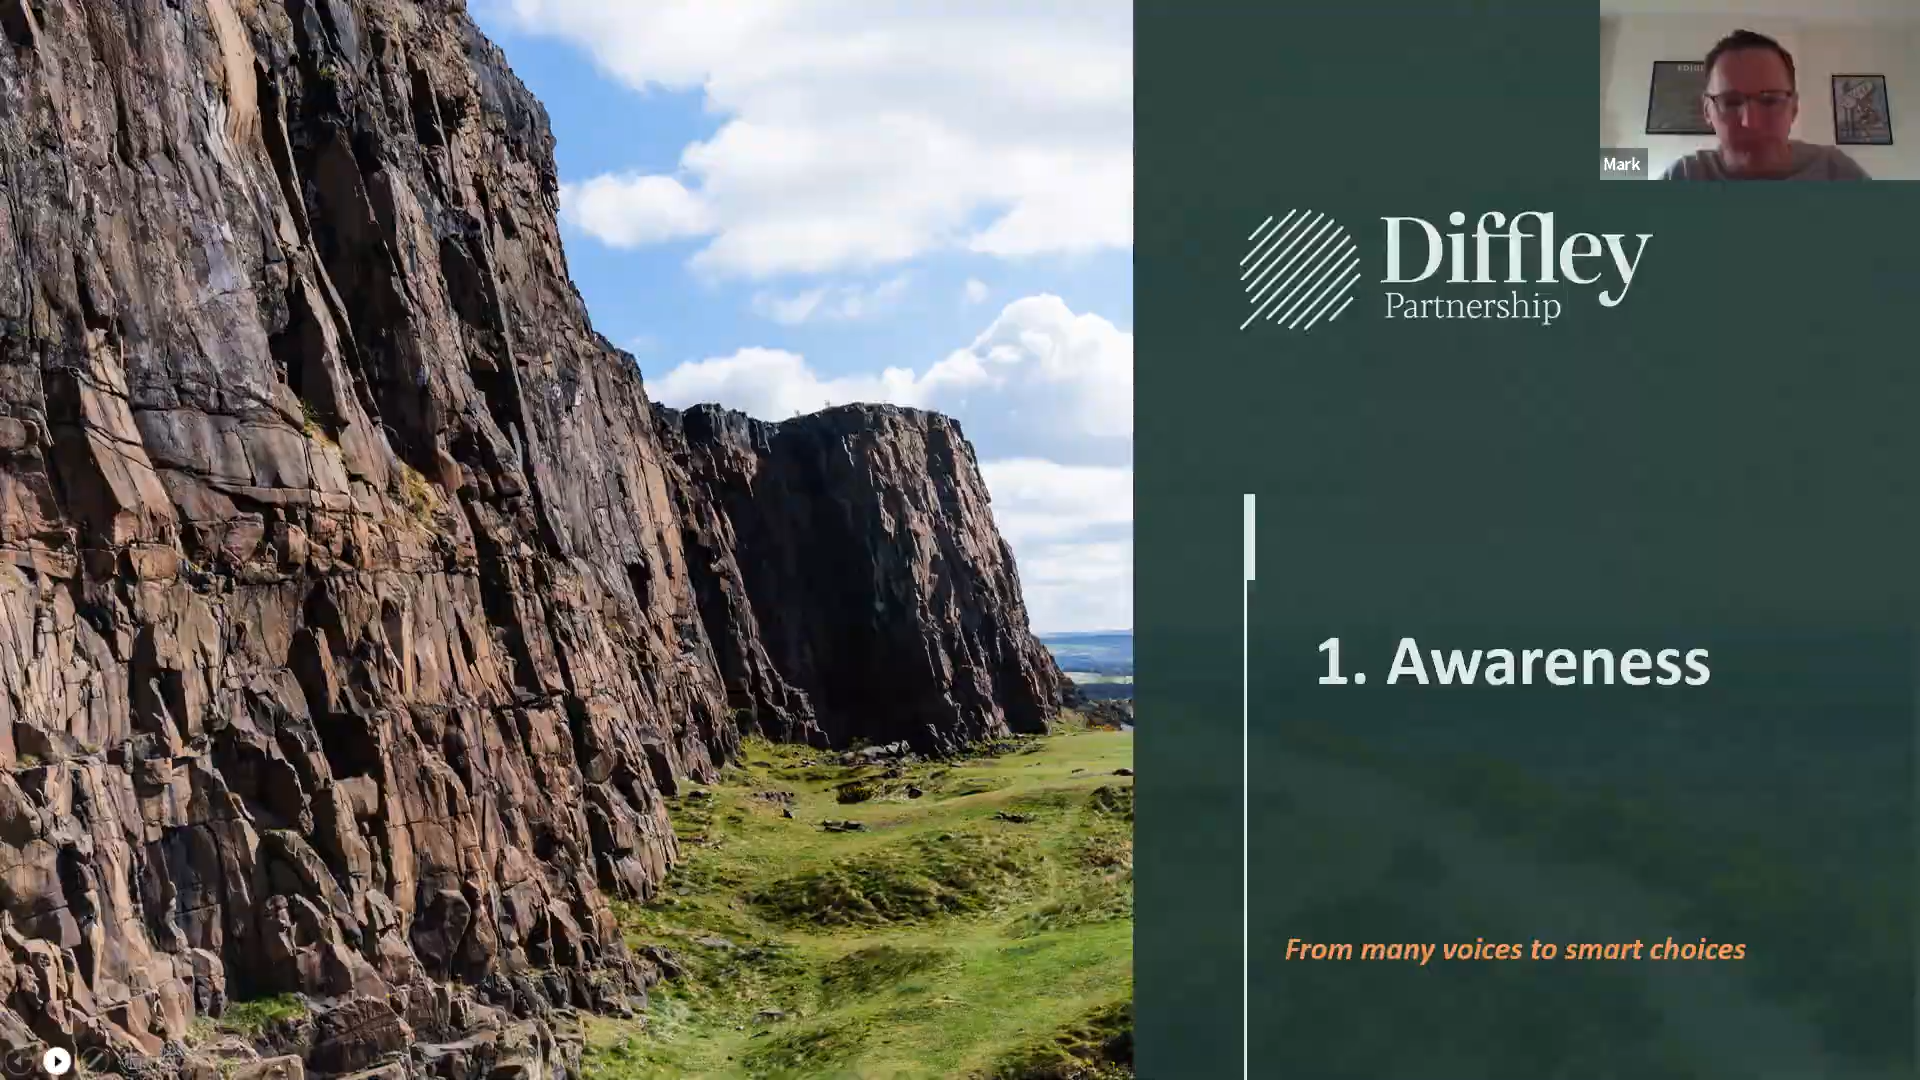 Mark
Diffley
Partnership
1. Awareness
From many voices to smart choices